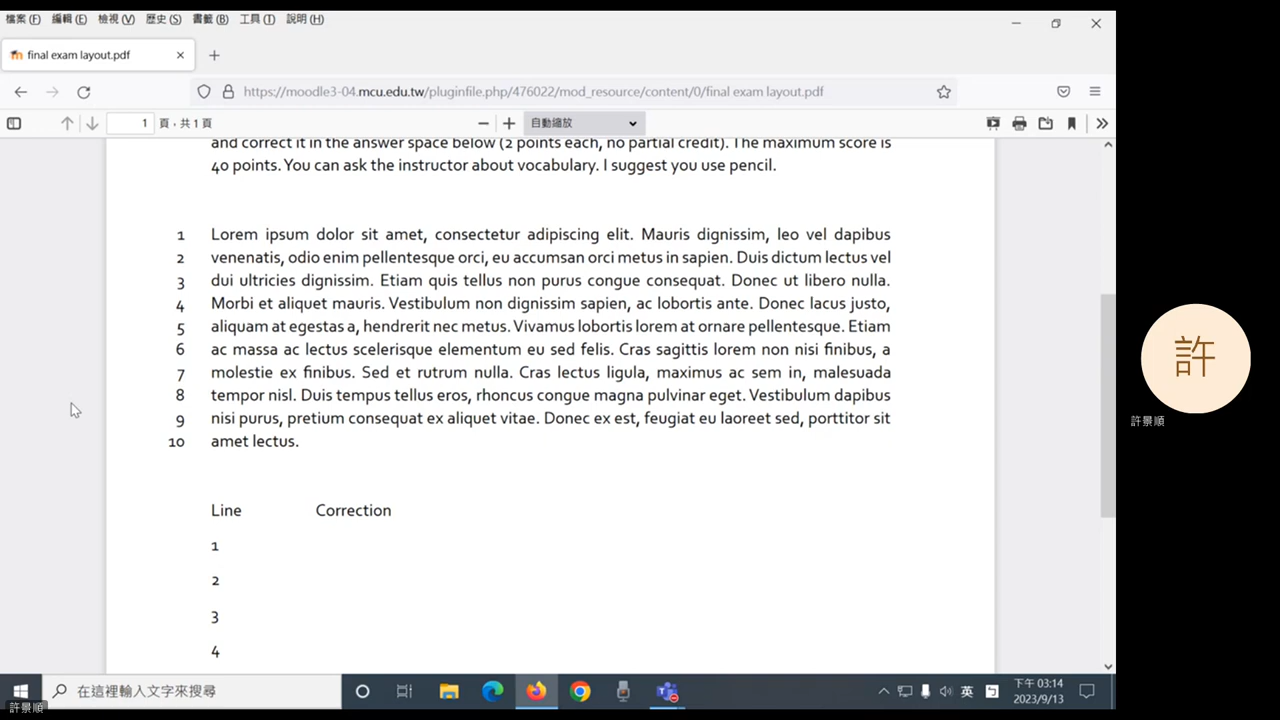 檔案 (F) 編輯 (E) 檢視 (V) 歷史 (S) 書籤 (B) 工具 (T) 說明 (H)
final exam layout.pdf
https://moodle3-04.mcu.edu.tw/pluginfile.php/476022/mod_resource/content/0/final exam layout.pdf
1 頁，共 1 頁 自動縮放
and correct it in the answer space below (2 points each, no partial credit). The maximum score is
40 points. You can ask the instructor about vocabulary. I suggest you use pencil.
1 Lorem ipsum dolor sit amet, consectetur adipiscing elit. Mauris dignissim, leo vel dapibus
2 venenatis, odio enim pellentesque orci, eu accumsan orci metus in sapien. Duis dictum lectus vel
3 dui ultricies dignissim. Etiam quis tellus non purus congue consequat. Donec ut libero nulla.
4 Morbi et aliquet mauris. Vestibulum non dignissim sapien, ac lobortis ante. Donec lacus justo,
5 aliquam at egestas a, hendrerit nec metus. Vivamus lobortis lorem at ornare pellentesque. Etiam
6 ac massa ac lectus scelerisque elementum eu sed felis. Cras sagittis lorem non nisi finibus, a
7 molestie ex finibus. Sed et rutrum nulla. Cras lectus ligula, maximus ac sem in, malesuada
8 tempor nisl. Duis tempus tellus eros, rhoncus congue magna pulvinar eget. Vestibulum dapibus
9 nisi purus, pretium consequat ex aliquet vitae. Donec ex est, feugiat eu laoreet sed, porttitor sit
10 amet lectus.
Line Correction
1
2
3
4
許
許景順
在這裡輸入文字來搜尋
英
下午 03:14
2023/9/13
許景順